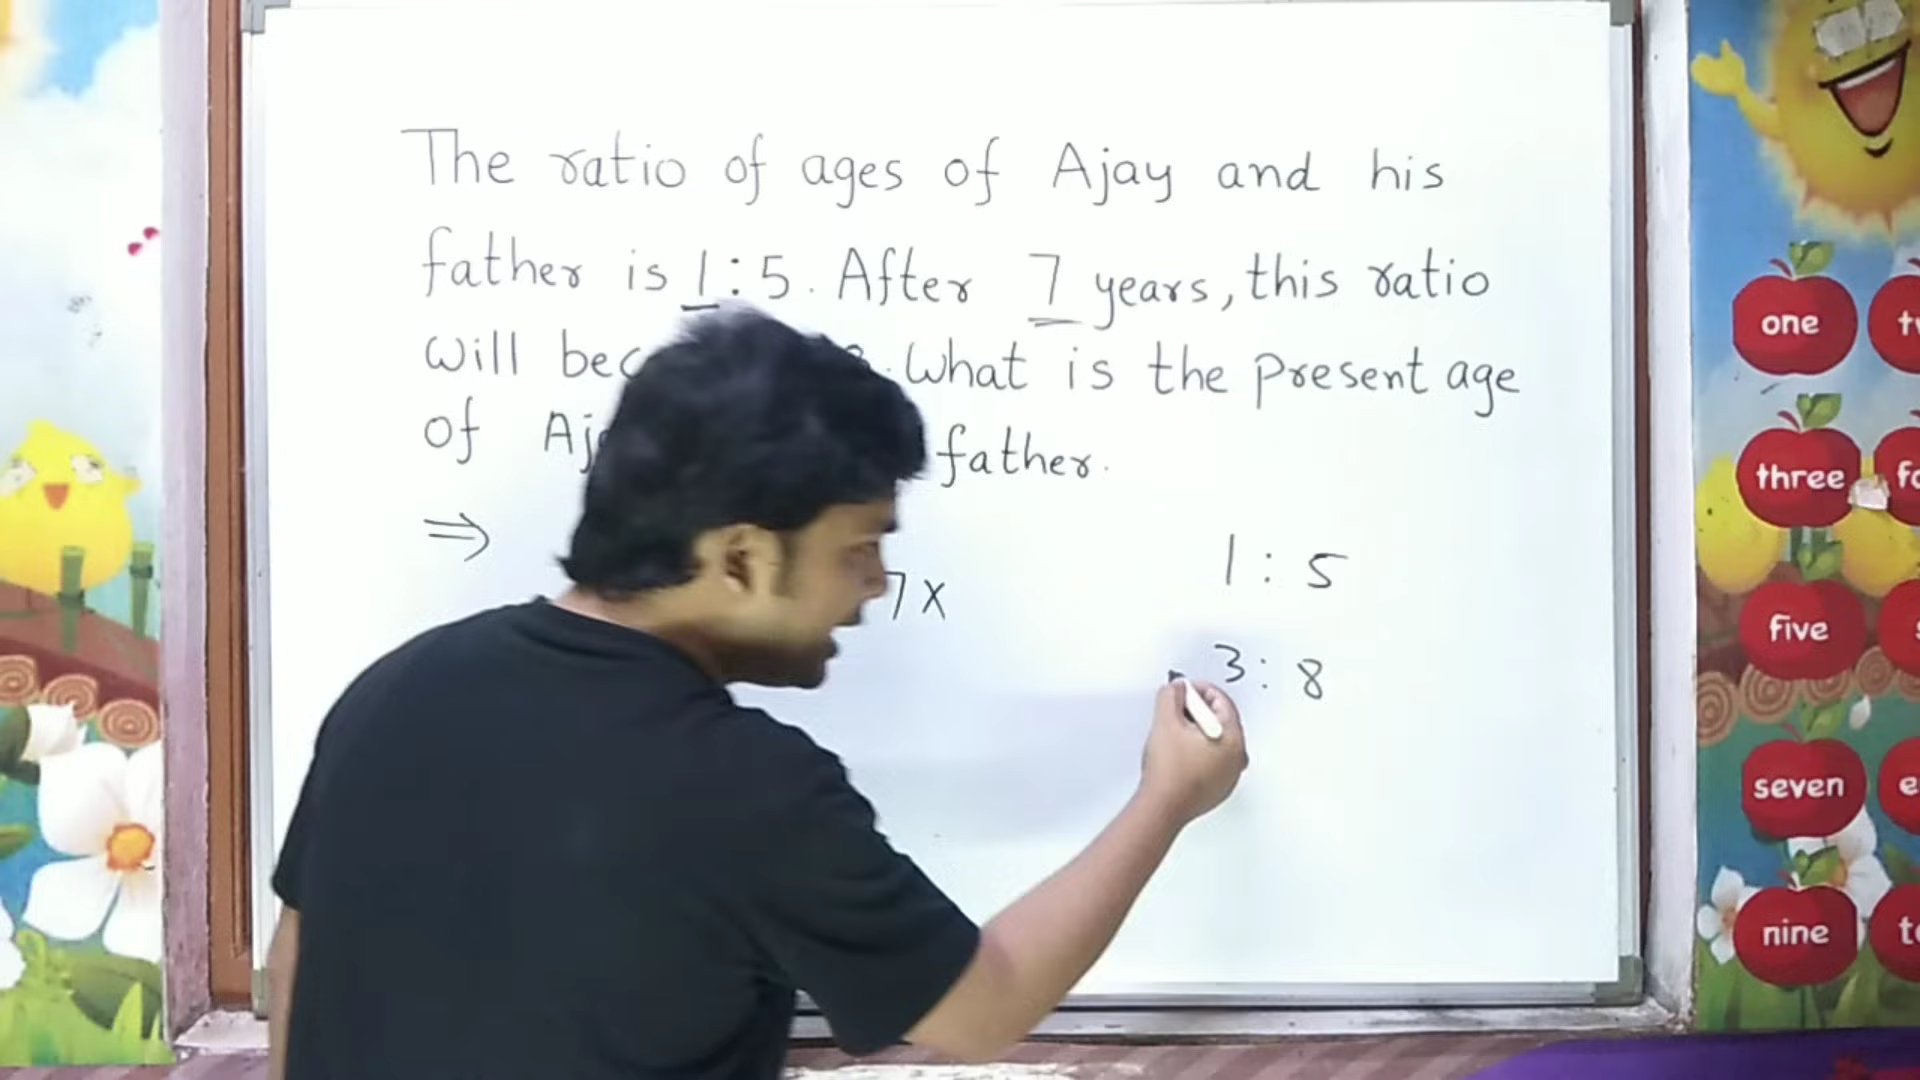 The ratio of ages of Ajay and his
father is 1:5. After 7 years, this ratio
will . What is the present age
of father.
⇒
1 : 5
7x
3 : 8
one
three
five
seven
nine